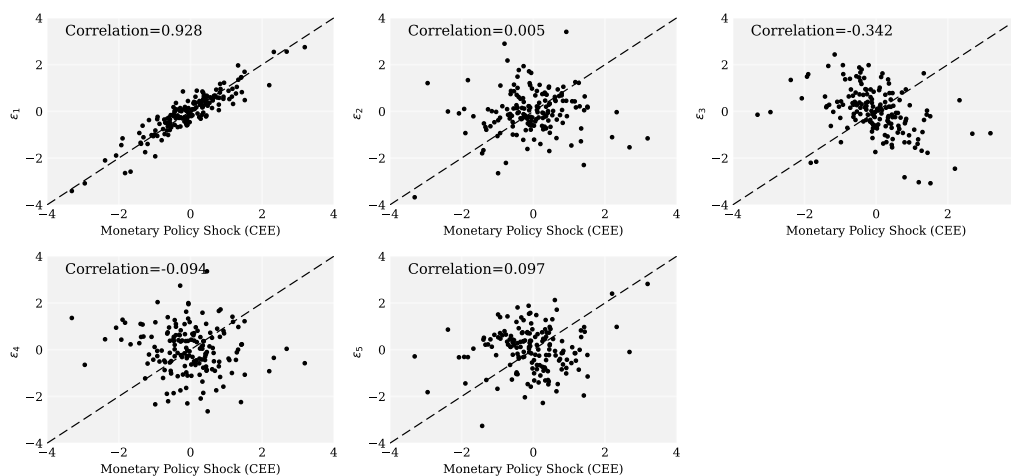 Correlation=0.928
4
2
0
−2
−4
ε1
−4 −2 0 2 4
Monetary Policy Shock (CEE)
Correlation=0.005
4
2
0
−2
−4
ε2
−4 −2 0 2 4
Monetary Policy Shock (CEE)
Correlation=-0.342
4
2
0
−2
−4
ε3
−4 −2 0 2
Monetary Policy Shock (CEE)
Correlation=-0.094
4
2
0
−2
−4
ε4
−4 −2 0 2 4
Monetary Policy Shock (CEE)
Correlation=0.097
4
2
0
−2
−4
ε5
−4 −2 0 2 4
Monetary Policy Shock (CEE)